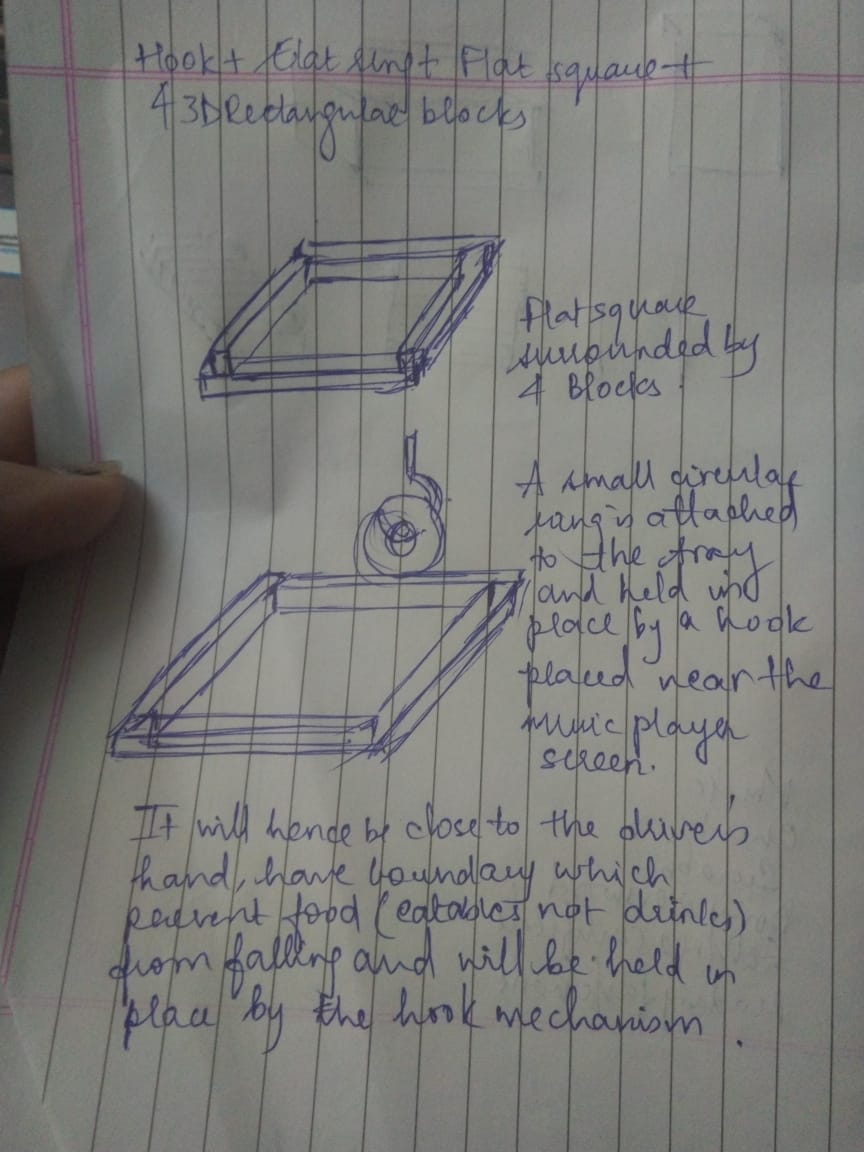 Hook + Flat ring + Flat square +
4 3D Rectangular blocks
Flat square
surrounded by
4 Blocks.
A small circular
ring is attached
to the tray
and held in
place by a hook
placed near the
music player
screen.
It will hence be close to the driver's
hand, have boundary which
prevent food (eatables not drinks)
from falling and will be held in
place by the hook mechanism.